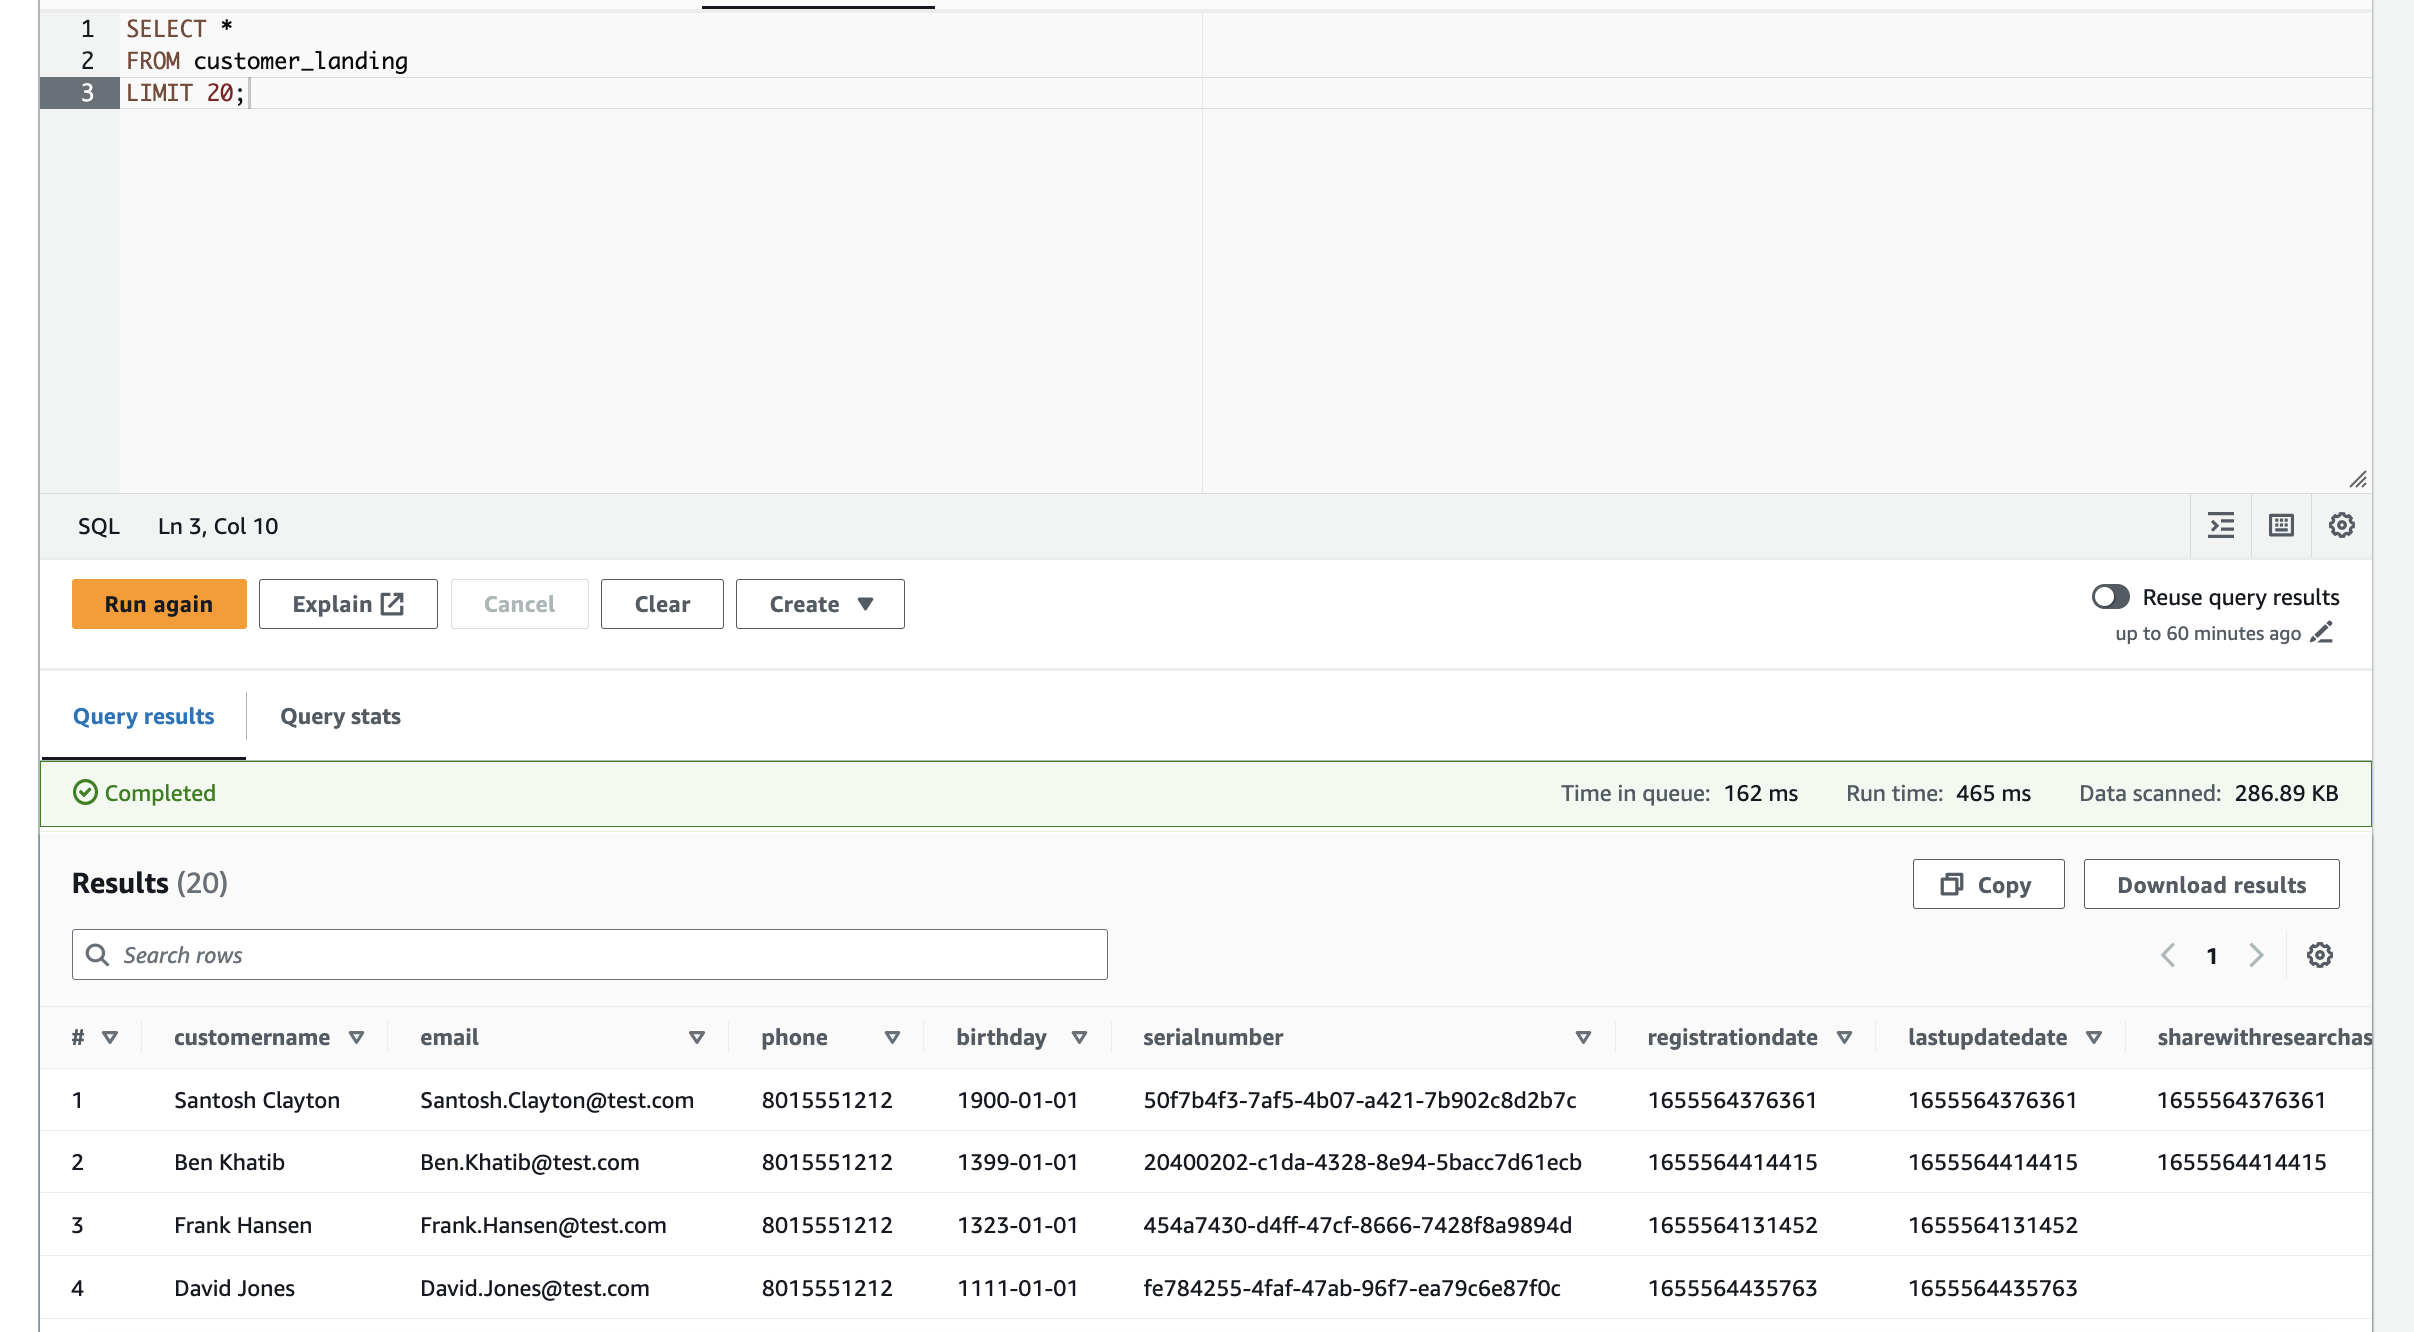 1 SELECT *
2 FROM customer_landing
3 LIMIT 20;
SQL Ln 3, Col 10
Run again Explain Cancel Clear Create Reuse query results
up to 60 minutes ago
Query results Query stats
Completed Time in queue: 162 ms Run time: 465 ms Data scanned: 286.89 KB
Results (20) Copy Download results
Search rows 1
# customername email phone birthday serialnumber registrationdate lastupdatedate sharewithresearchas
1 Santosh Clayton Santosh.Clayton@test.com 8015551212 1900-01-01 50f7b4f3-7af5-4b07-a421-7b902c8d2b7c 1655564376361 1655564376361 1655564376361
2 Ben Khatib Ben.Khatib@test.com 8015551212 1399-01-01 20400202-c1da-4328-8e94-5bacc7d61ecb 1655564414415 1655564414415 1655564414415
3 Frank Hansen Frank.Hansen@test.com 8015551212 1323-01-01 454a7430-d4ff-47cf-8666-7428f8a9894d 1655564131452 1655564131452
4 David Jones David.Jones@test.com 8015551212 1111-01-01 fe784255-4faf-47ab-96f7-ea79c6e87f0c 1655564435763 1655564435763